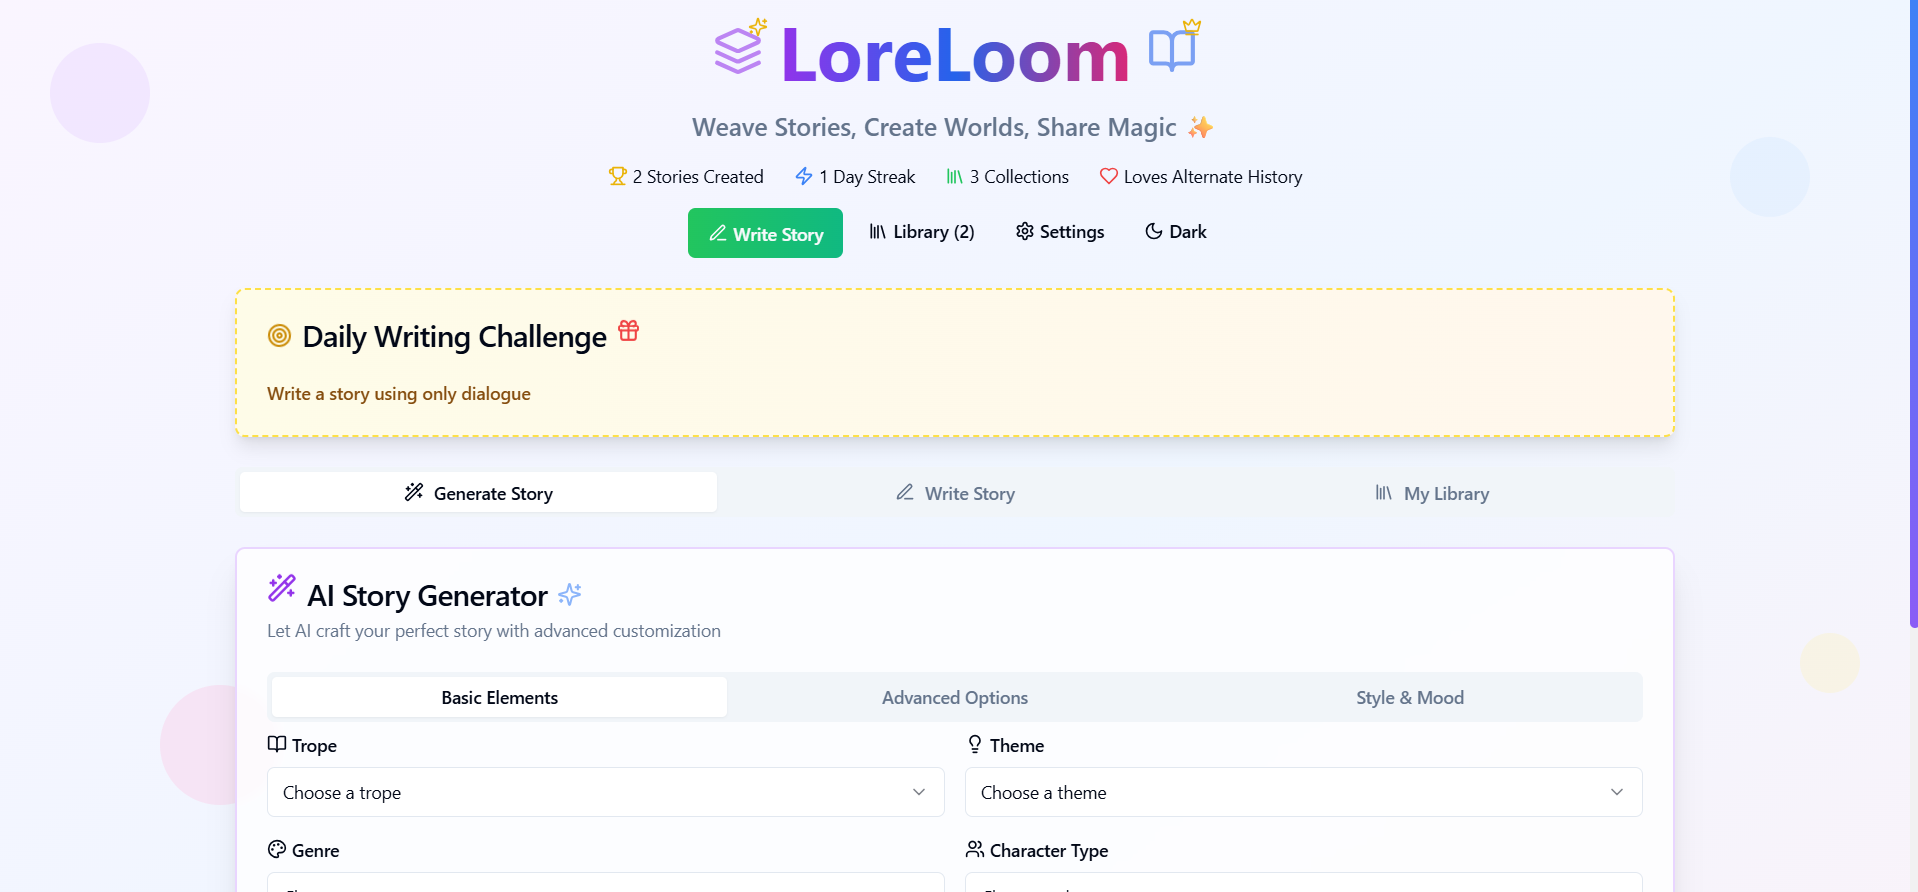 LoreLoom
Weave Stories, Create Worlds, Share Magic ✨
2 Stories Created 1 Day Streak 3 Collections Loves Alternate History
Write Story Library (2) Settings Dark
Daily Writing Challenge
Write a story using only dialogue
Generate Story Write Story My Library
AI Story Generator
Let AI craft your perfect story with advanced customization
Basic Elements Advanced Options Style & Mood
Trope Theme
Choose a trope Choose a theme
Genre Character Type